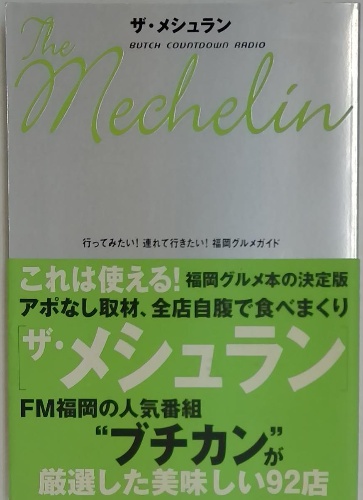 ザ・メシュラン
BUTCH COUNTDOWN RADIO
The
Mechelin
行ってみたい!連れて行きたい!福岡グルメガイド
これは使える!福岡グルメ本の決定版
アポなし取材、全店自腹で食べまくり
[ザ・メシュラン]
FM福岡の人気番組
“ブチカン”が
厳選した美味しい92店